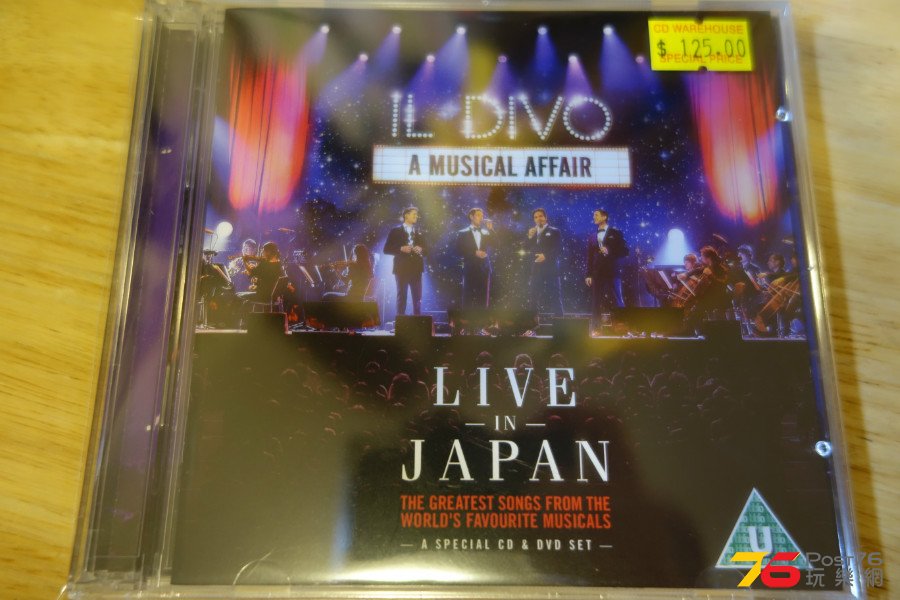 CD WAREHOUSE
$ 125.00
SPECIAL PRICE
IL DIVO
A MUSICAL AFFAIR
LIVE
— IN —
JAPAN
THE GREATEST SONGS FROM THE
WORLD'S FAVOURITE MUSICALS
— A SPECIAL CD & DVD SET —
U
76 Post76
玩樂網